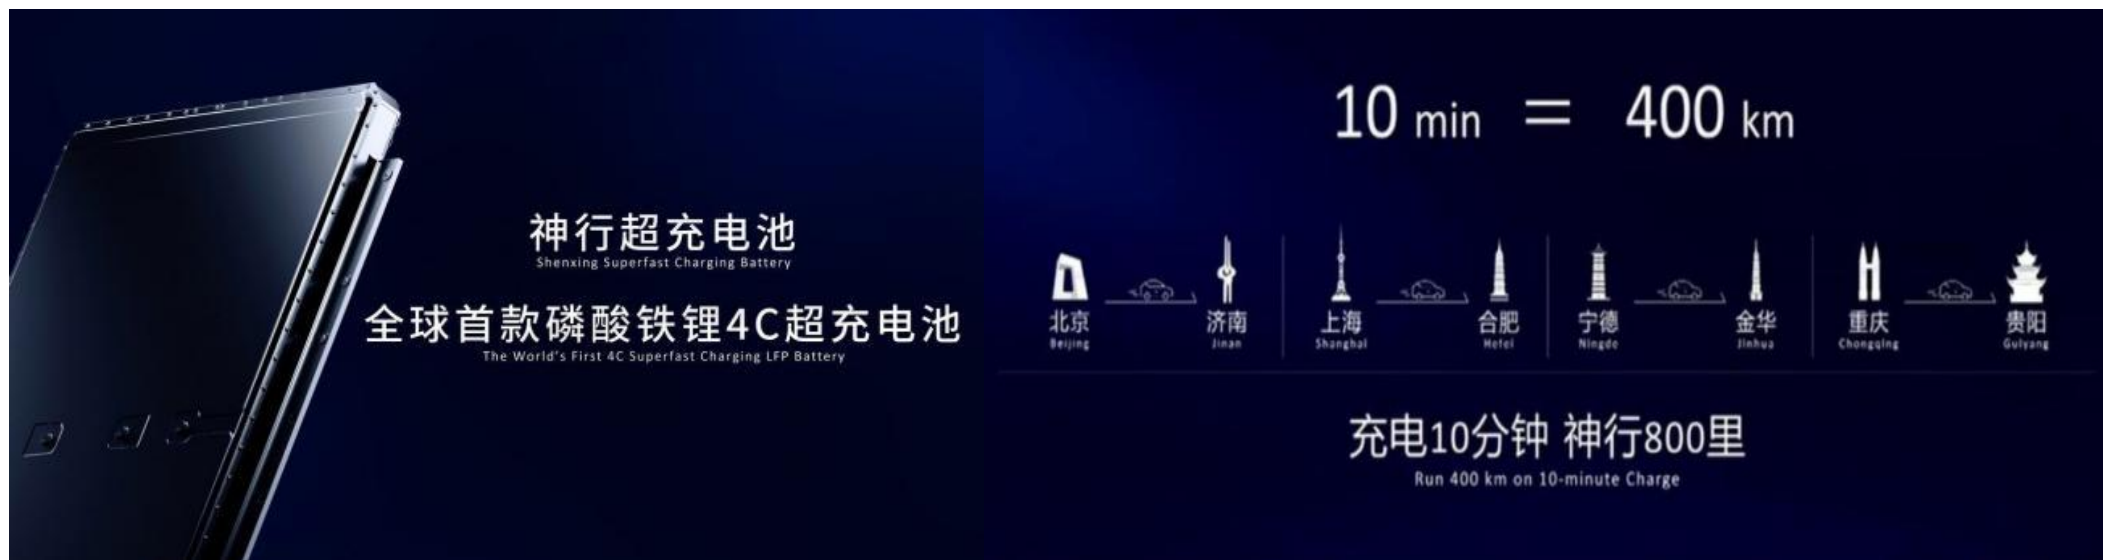 神行超充电池
Shenxing Superfast Charging Battery
全球首款磷酸铁锂4C超充电池
The World's First 4C Superfast Charging LFP Battery
10 min = 400 km
北京 济南 上海 合肥 宁德 金华 重庆 贵阳
Beijing Jinan Shanghai Hefei Ningde Jinhua Chongqing Guiyang
充电10分钟 神行800里
Run 400 km on 10-minute Charge